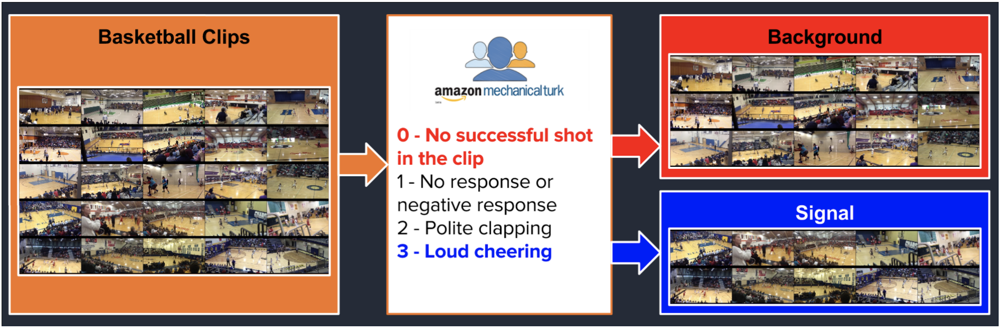 Basketball Clips
amazon mechanical turk
beta
0 - No successful shot
in the clip
1 - No response or
negative response
2 - Polite clapping
3 - Loud cheering
Background
Signal